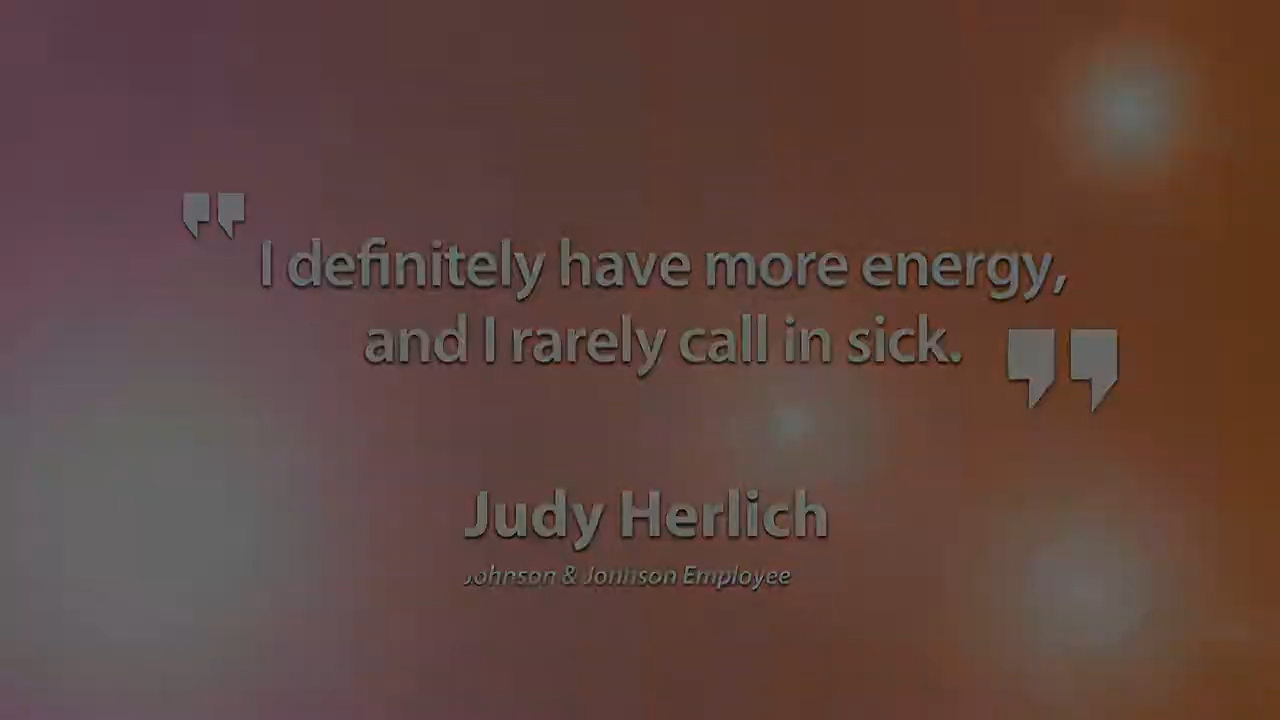 "I definitely have more energy,
and I rarely call in sick."
Judy Herlich
Johnson & Johnson Employee